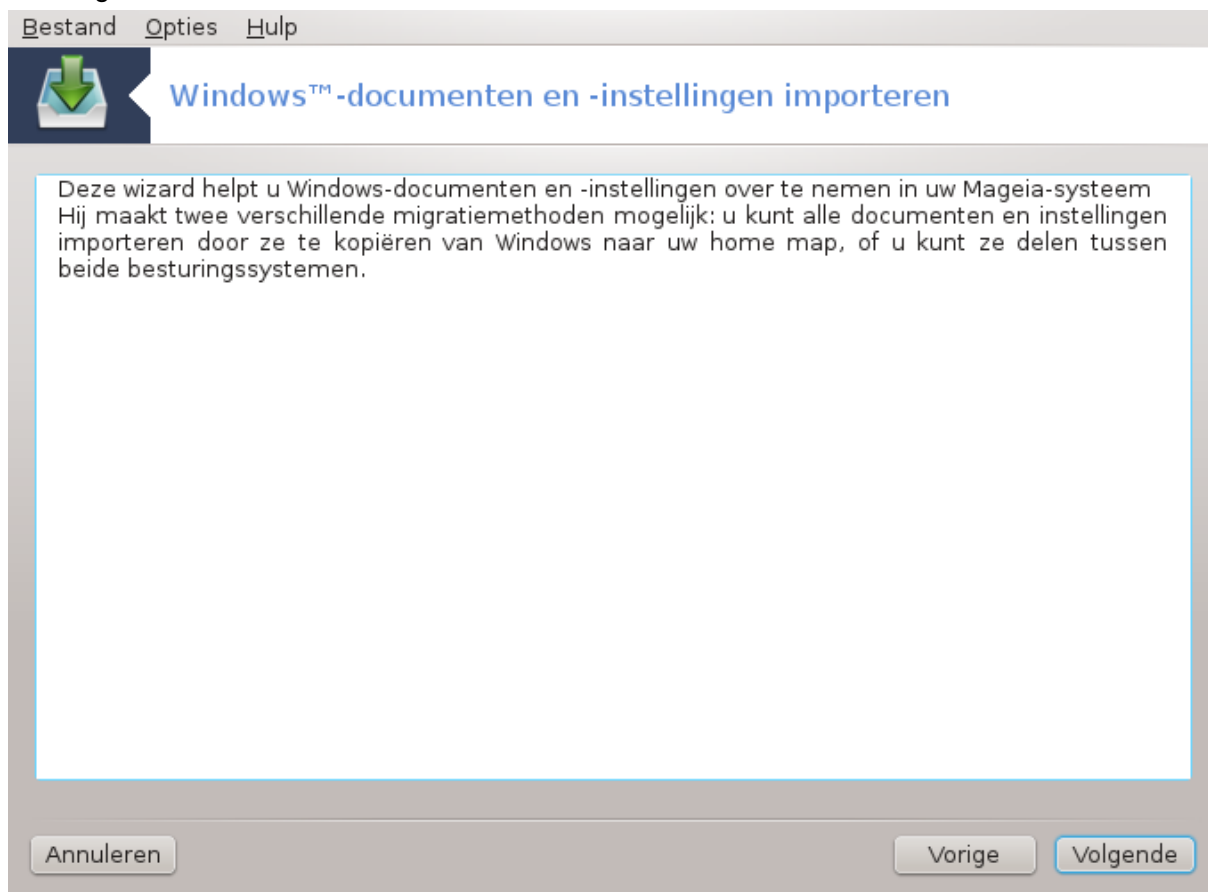 Bestand Opties Hulp
Windows™-documenten en -instellingen importeren
Deze wizard helpt u Windows-documenten en -instellingen over te nemen in uw Mageia-systeem
Hij maakt twee verschillende migratiemethoden mogelijk: u kunt alle documenten en instellingen
importeren door ze te kopiëren van Windows naar uw home map, of u kunt ze delen tussen
beide besturingssystemen.
Annuleren Vorige Volgende